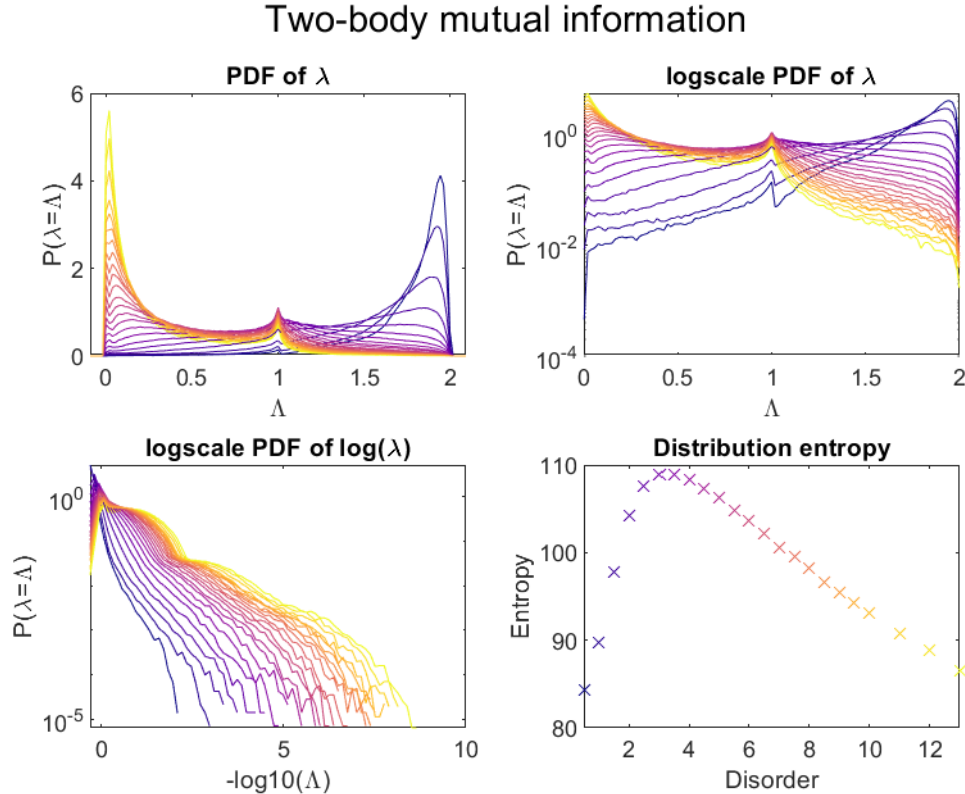 Two-body mutual information
PDF of λ
6
4
2
0
P(λ=Λ)
0
0.5
1
1.5
2
Λ
logscale PDF of λ
10^0
10^-2
10^-4
P(λ=Λ)
0
0.5
1
1.5
2
Λ
logscale PDF of log(λ)
10^0
10^-5
P(λ=Λ)
0
5
10
-log10(Λ)
Distribution entropy
110
100
90
80
Entropy
2
4
6
8
10
12
Disorder